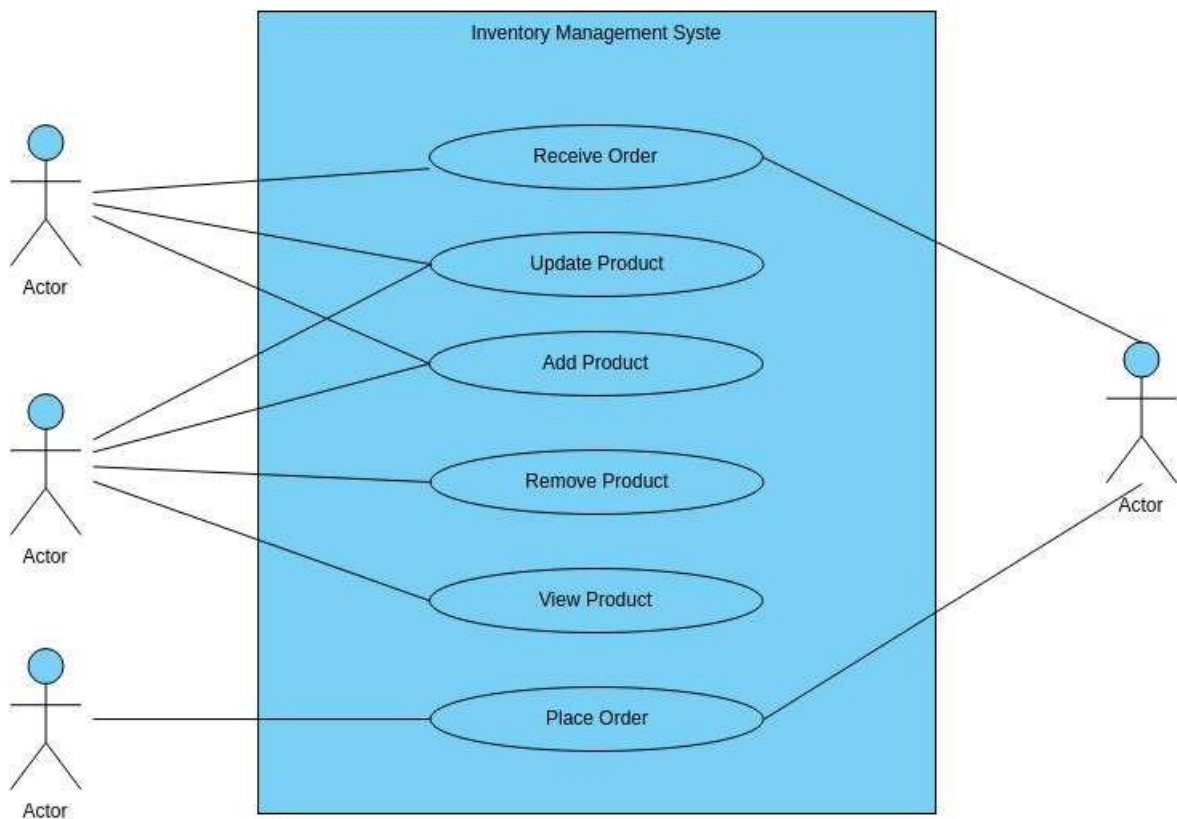 Inventory Management Syste
Receive Order
Update Product
Actor
Add Product
Remove Product
Actor
Actor
View Product
Place Order
Actor